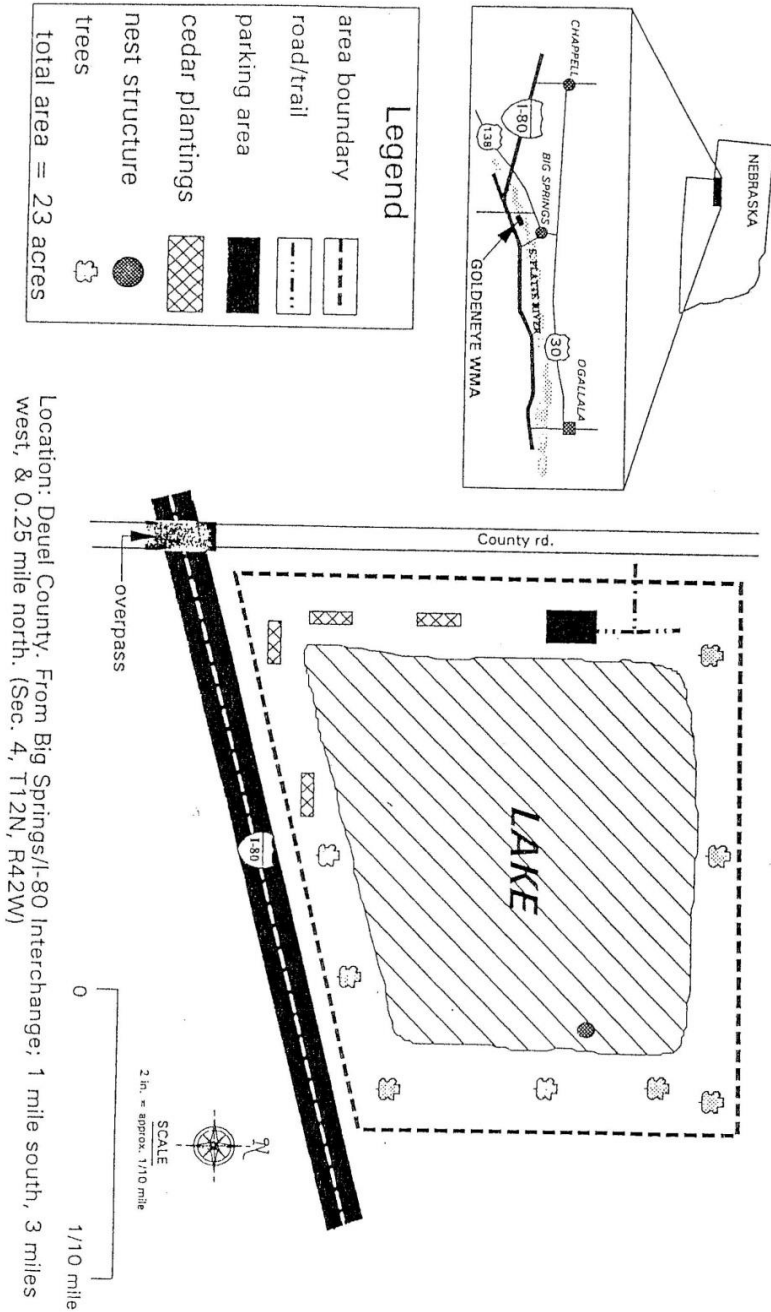 NEBRASKA
CHAPPELL
I-80
138
BIG SPRINGS
S. PLATTE RIVER
30
OGALLALA
GOLDENEYE WMA
Legend
area boundary
road/trail
parking area
cedar plantings
nest structure
trees
total area = 23 acres
County rd.
LAKE
overpass
I-80
N
SCALE
2 in. = approx. 1/10 mile
0
1/10 mile
Location: Deuel County. From Big Springs/I-80 Interchange; 1 mile south, 3 miles
west, & 0.25 mile north. (Sec. 4, T12N, R42W)